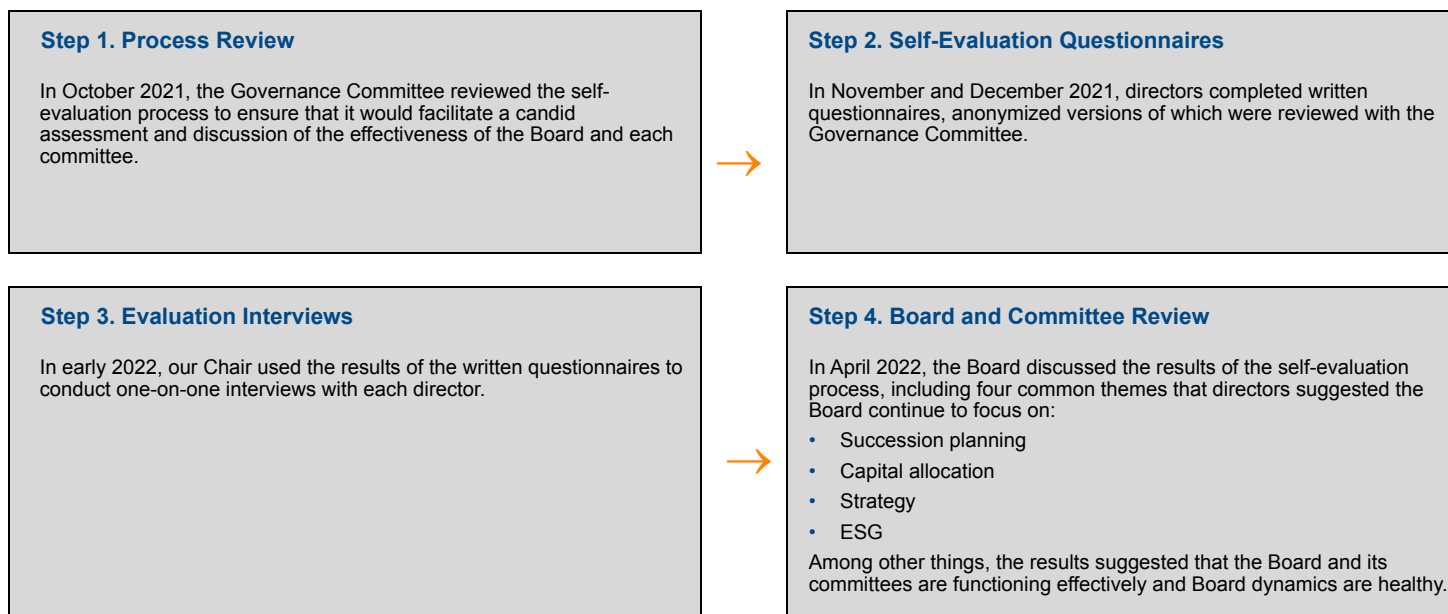 Step 1. Process Review
In October 2021, the Governance Committee reviewed the self-
evaluation process to ensure that it would facilitate a candid
assessment and discussion of the effectiveness of the Board and each
committee.
→
Step 2. Self-Evaluation Questionnaires
In November and December 2021, directors completed written
questionnaires, anonymized versions of which were reviewed with the
Governance Committee.
Step 3. Evaluation Interviews
In early 2022, our Chair used the results of the written questionnaires to
conduct one-on-one interviews with each director.
→
Step 4. Board and Committee Review
In April 2022, the Board discussed the results of the self-evaluation
process, including four common themes that directors suggested the
Board continue to focus on:
• Succession planning
• Capital allocation
• Strategy
• ESG
Among other things, the results suggested that the Board and its
committees are functioning effectively and Board dynamics are healthy.